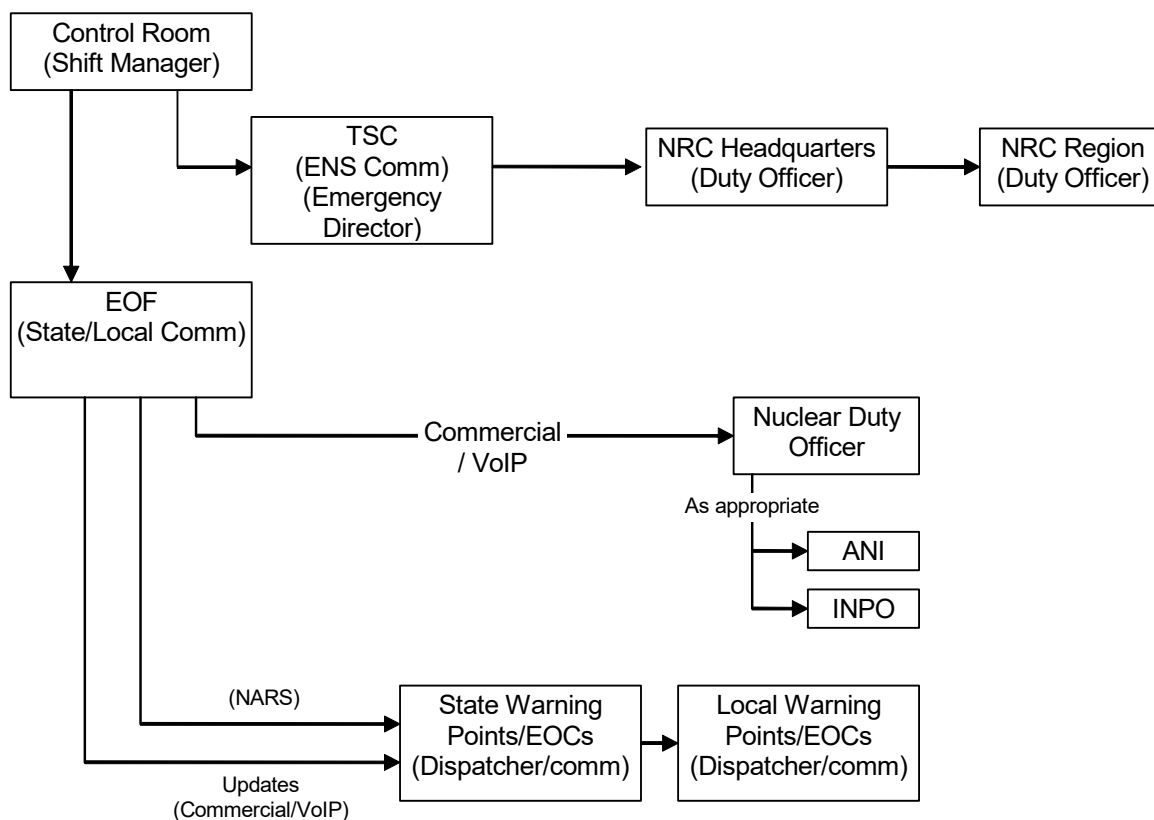 Control Room
(Shift Manager)
TSC
(ENS Comm)
(Emergency
Director)
NRC Headquarters
(Duty Officer)
NRC Region
(Duty Officer)
EOF
(State/Local Comm)
Commercial
/ VoIP
Nuclear Duty
Officer
As appropriate
ANI
INPO
(NARS)
State Warning
Points/EOCs
(Dispatcher/comm)
Local Warning
Points/EOCs
(Dispatcher/comm)
Updates
(Commercial/VoIP)